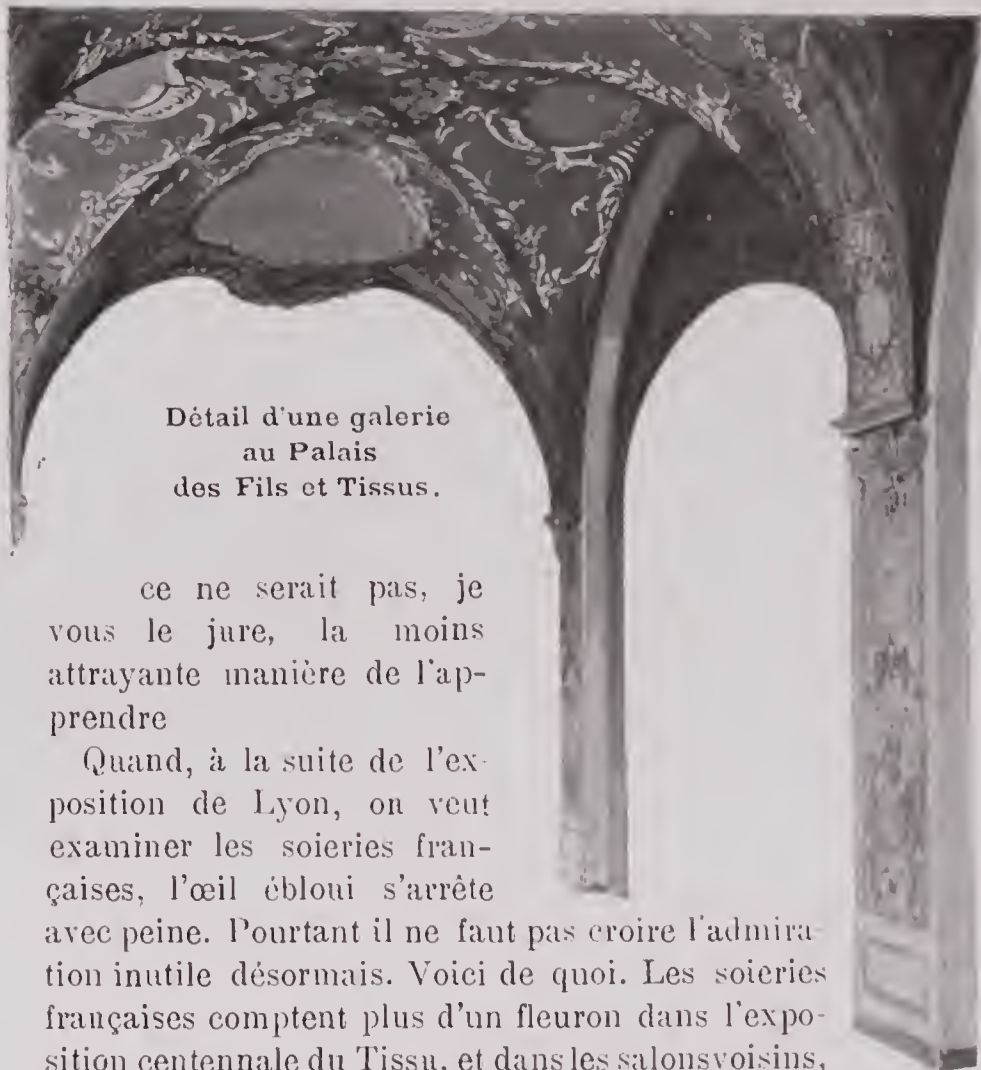 Détail d'une galerie
au Palais
des Fils et Tissus.
ce ne serait pas, je
vous le jure, la moins
attrayante manière de l'ap-
prendre
Quand, à la suite de l'ex-
position de Lyon, on veut
examiner les soieries fran-
çaises, l'œil ébloui s'arrête
avec peine. Pourtant il ne faut pas croire l'admira-
tion inutile désormais. Voici de quoi. Les soieries
françaises comptent plus d'un fleuron dans l'expo-
sition centennale du Tissu, et dans les salons voisins,